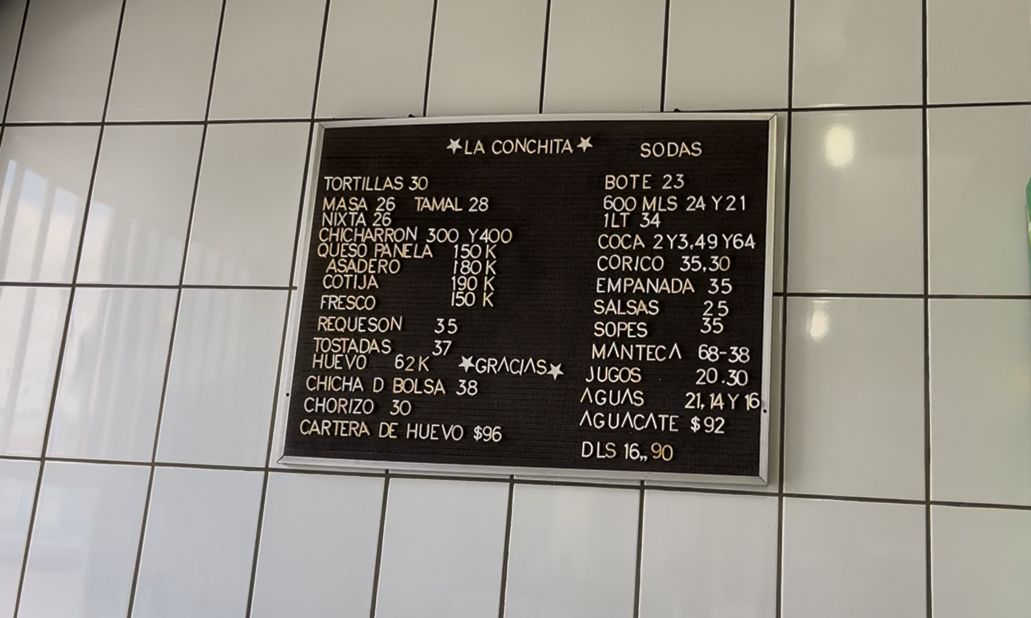 ★LA CONCHITA★
TORTILLAS 30
MASA 26 TAMAL 28
NIXTA 26
CHICHARRON 300 Y400
QUESO PANELA 150 K
ASADERO 180 K
COTIJA 190 K
FRESCO 150 K
REQUESON 35
TOSTADAS 37
HUEVO 62 K
★GRACIAS★
CHICHA D BOLSA 38
CHORIZO 30
CARTERA DE HUEVO $96
SODAS
BOTE 23
600 MLS 24 Y 21
1LT 34
COCA 2 Y3,49 Y64
CORICO 35,30
EMPANADA 35
SALSAS 25
SOPES 35
MANTECA 68-38
JUGOS 20.30
AGUAS 21,14 Y 16
AGUACATE $92
DLS 16,,90